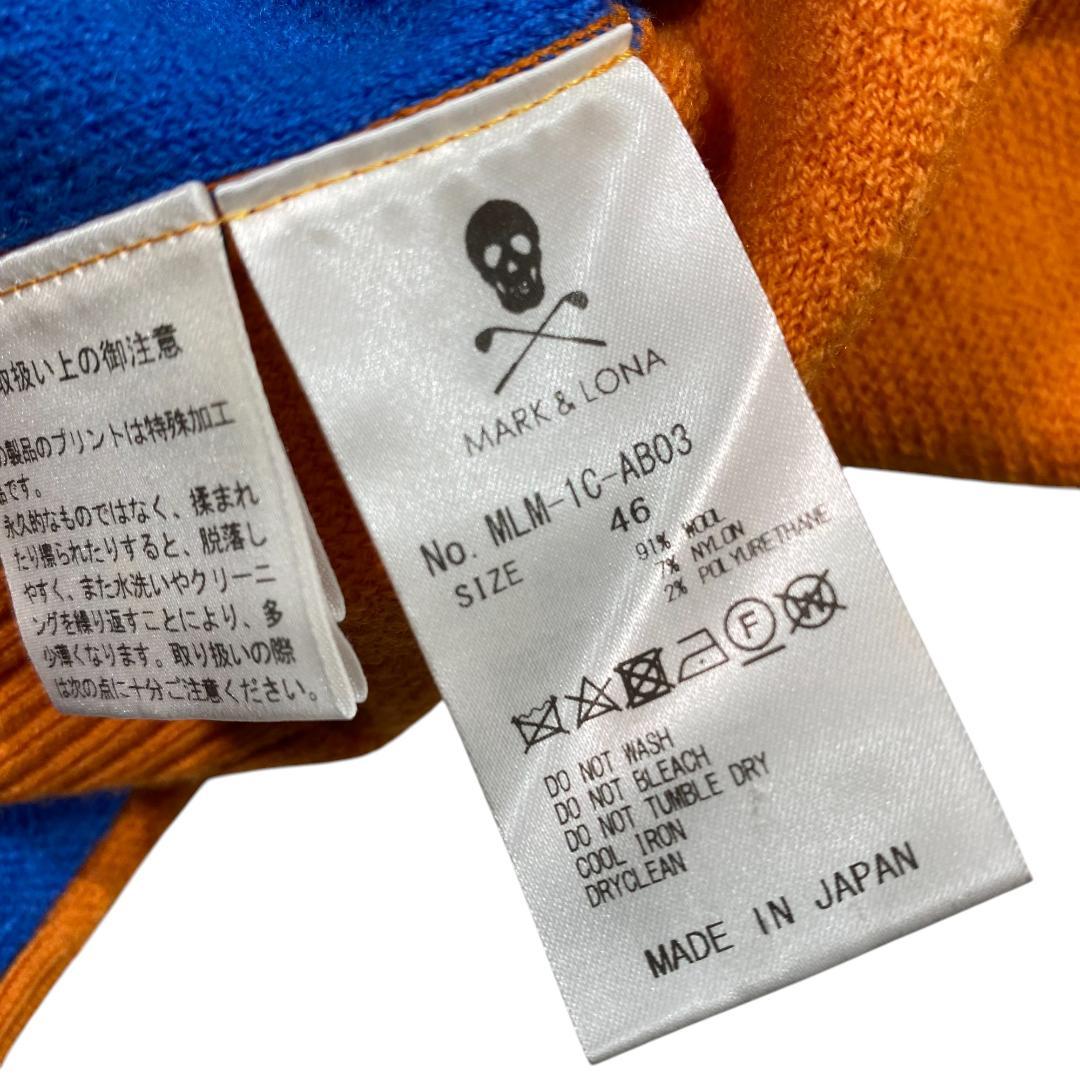 取扱い上の御注意
の製品のプリントは特殊加工
品です。
永久的なものではなく、揉まれ
たり擦られたりすると、脱落し
やすく、また水洗いやクリーニ
ングを繰り返すことにより、多
少薄くなります。取り扱いの際
は次の点に十分ご注意ください。
MARK & LONA
No. MLM-1C-AB03
SIZE 46
91% WOOL
7% NYLON
2% POLYURETHANE
F W
DO NOT WASH
DO NOT BLEACH
DO NOT TUMBLE DRY
COOL IRON
DRYCLEAN
MADE IN JAPAN